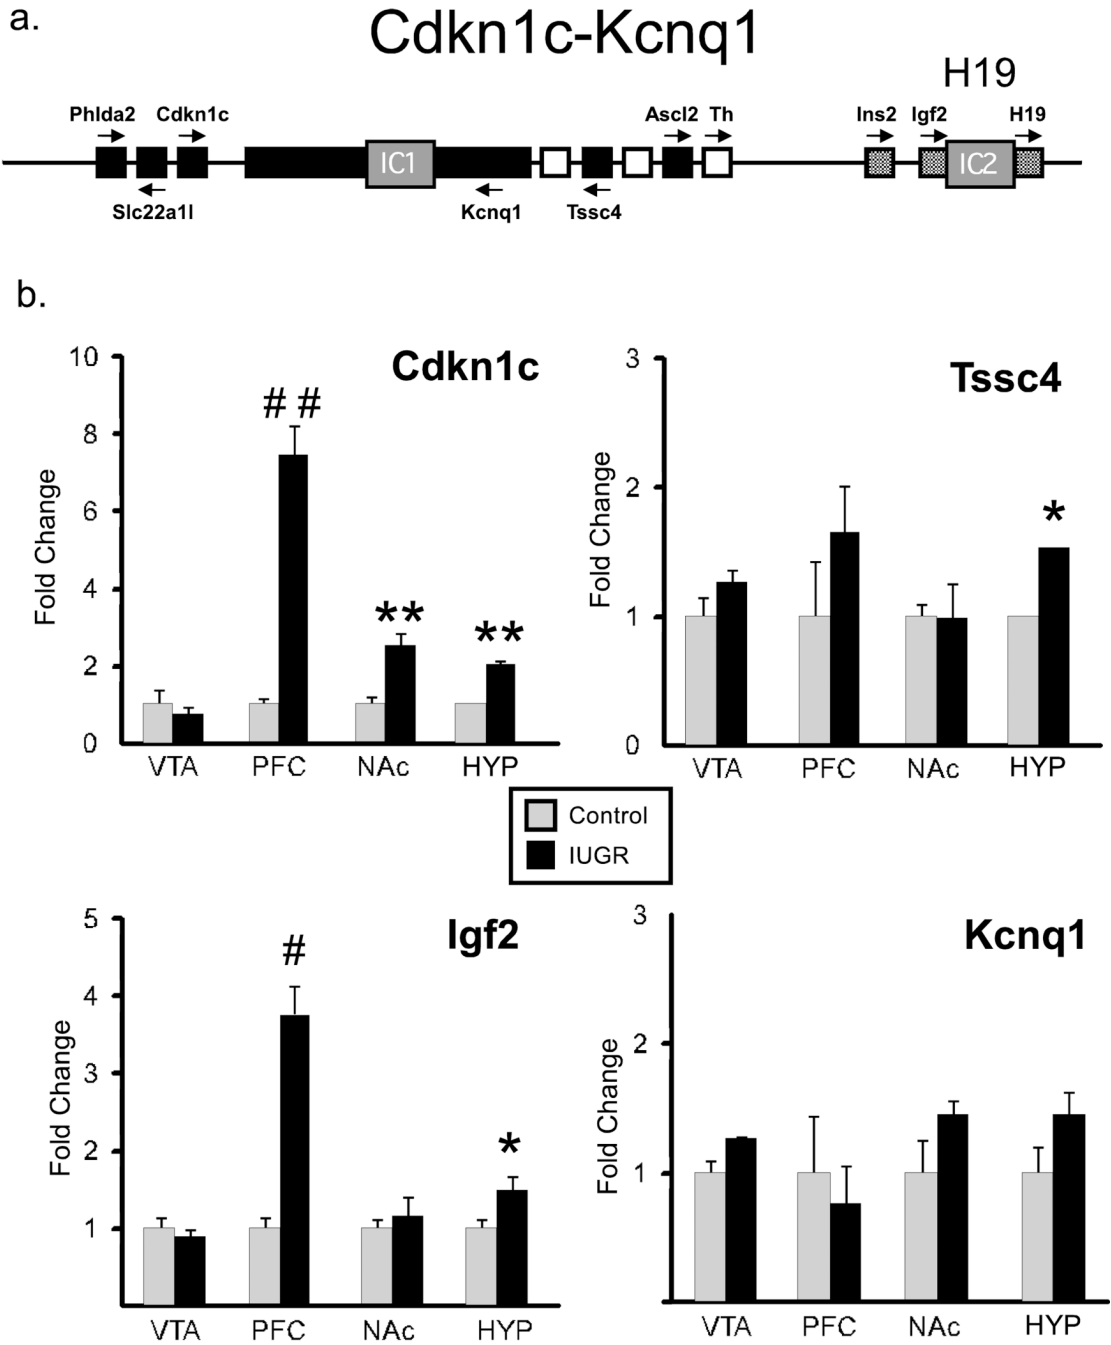 a.
Cdkn1c-Kcnq1
H19
Phlda2 Cdkn1c Ascl2 Th Ins2 Igf2 H19
IC1 IC2
Slc22a1l Kcnq1 Tssc4
b.
Cdkn1c
Fold Change
10
8
6
4
2
0
# #
**
**
VTA PFC NAc HYP
Tssc4
Fold Change
3
2
1
0
*
VTA PFC NAc HYP
Control
IUGR
Igf2
Fold Change
5
4
3
2
1
#
*
VTA PFC NAc HYP
Kcnq1
Fold Change
3
2
1
VTA PFC NAc HYP